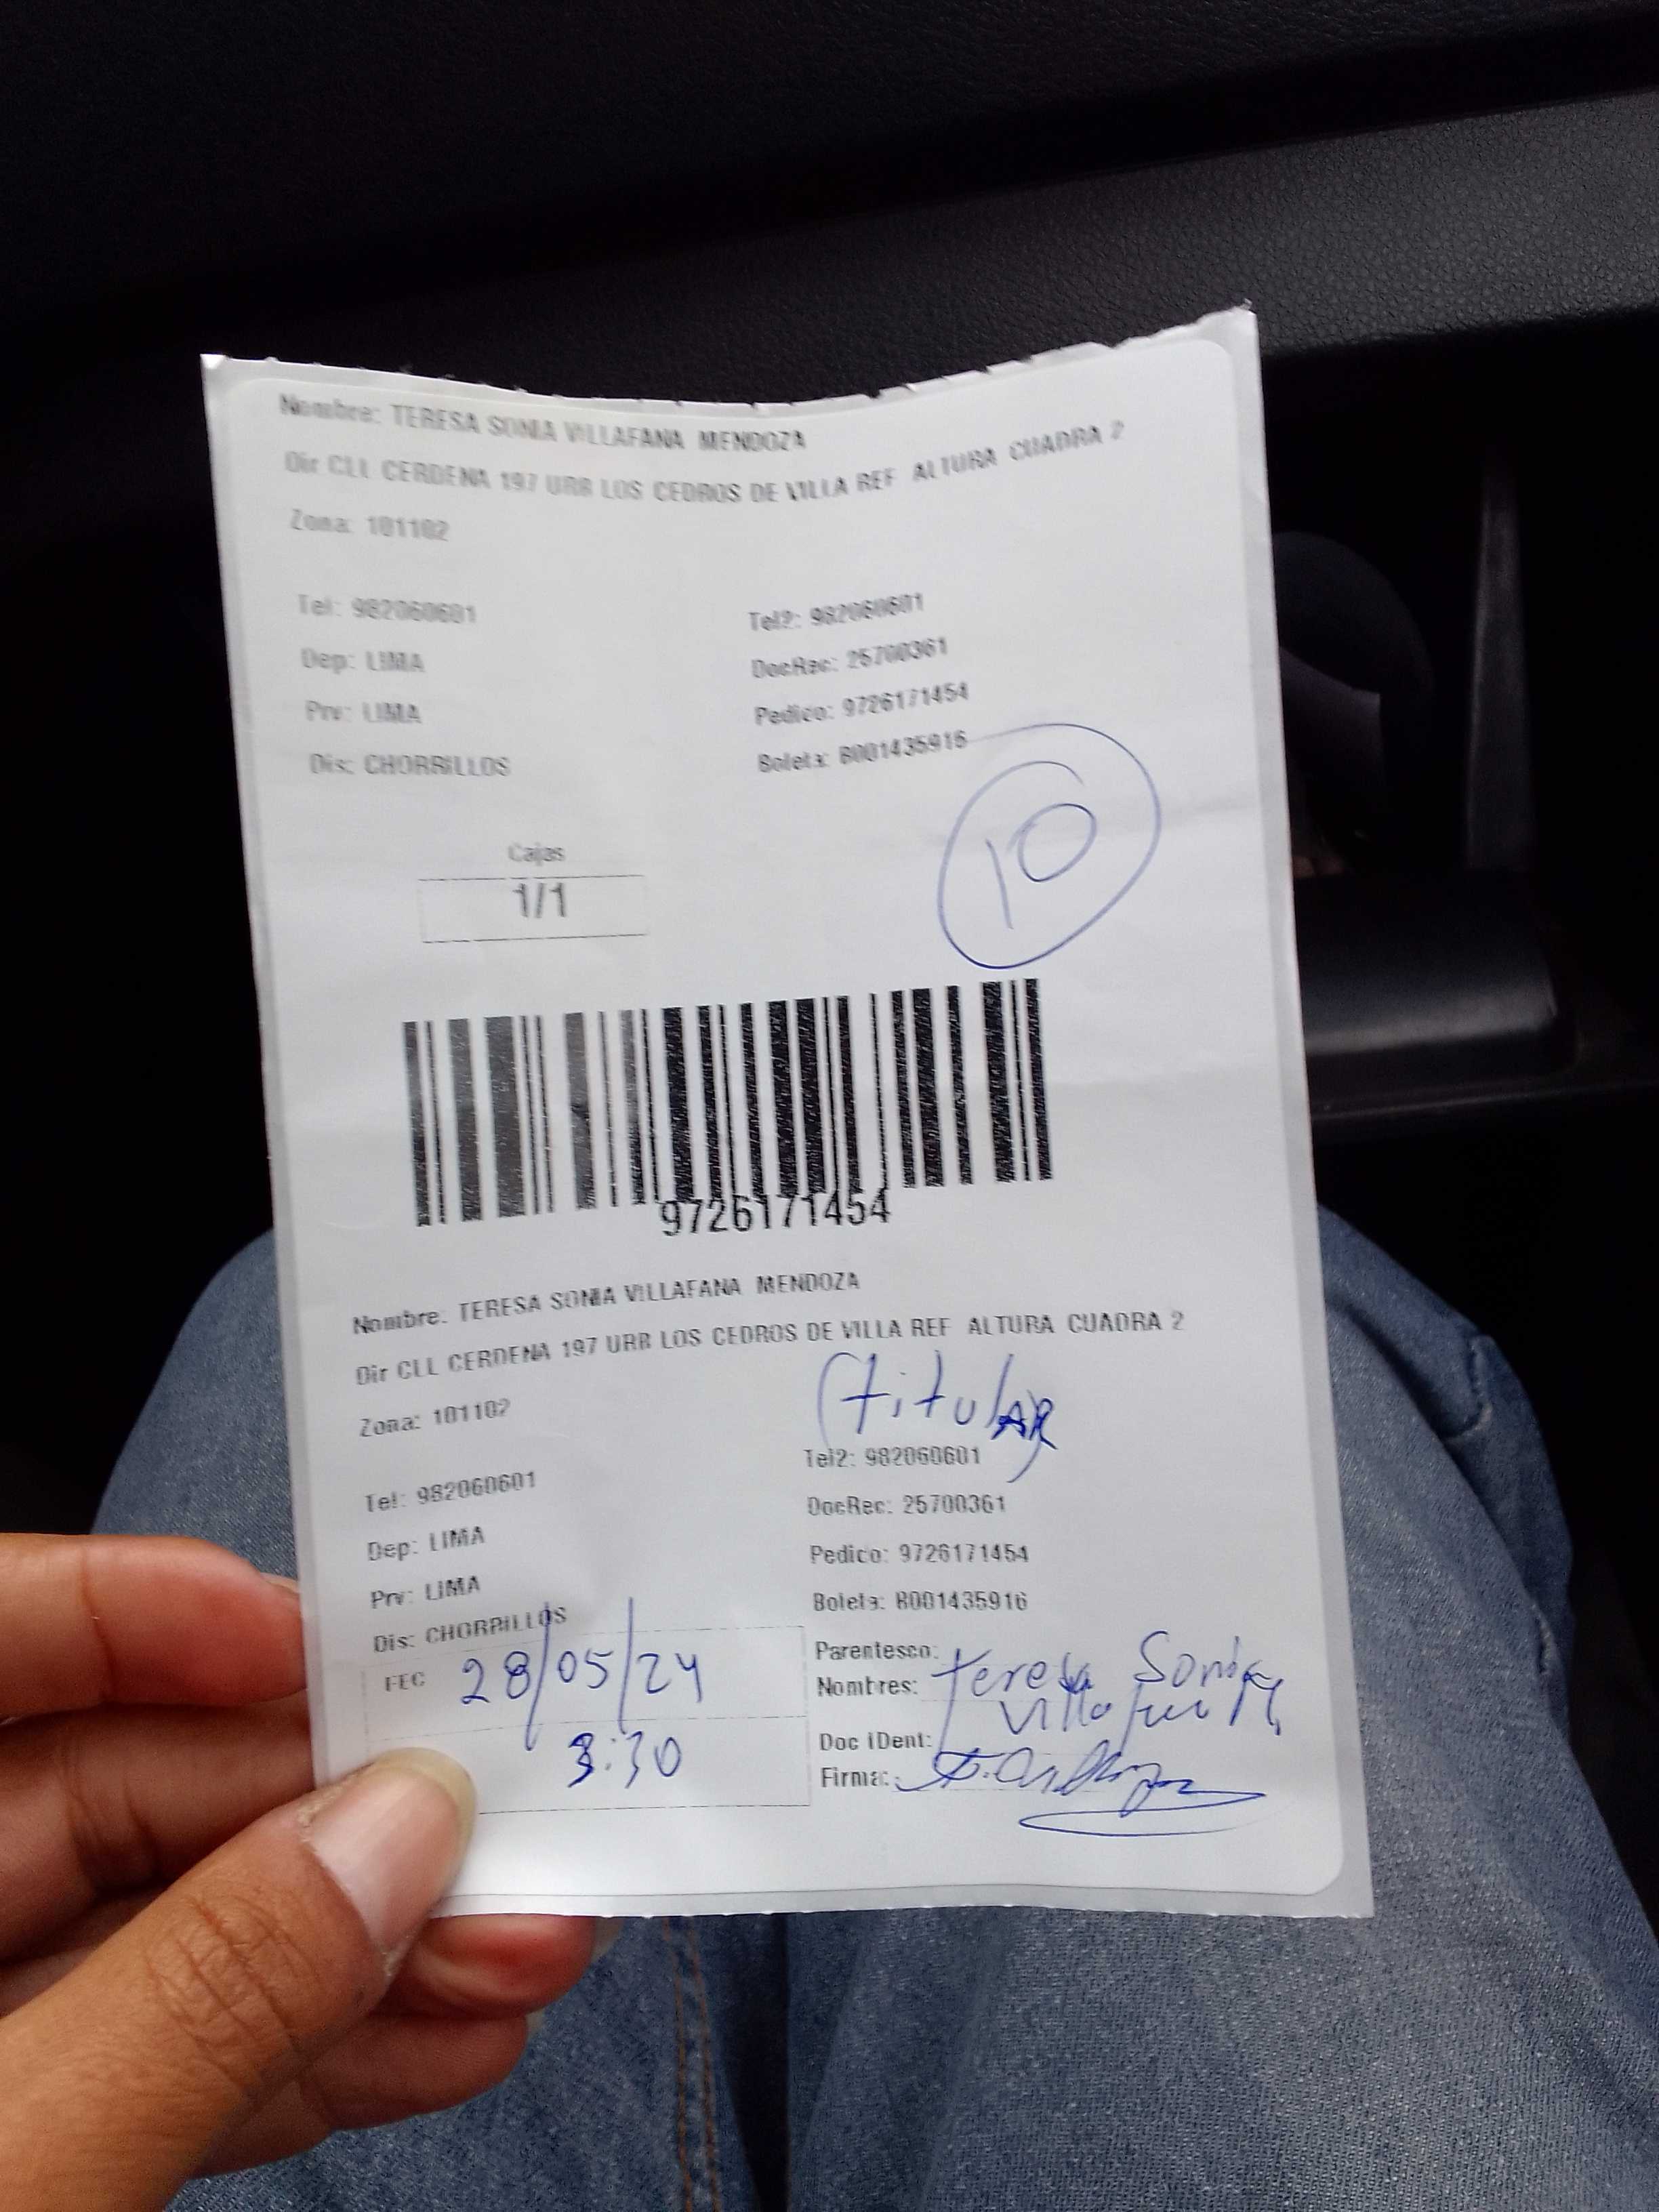 Nombre: TERESA SONIA VILLAFANA MENDOZA
Dir CLL CERDENA 197 URB LOS CEDROS DE VILLA REF ALTURA CUADRA 2
Zona: 101102
Tel: 982060601 Tel2: 982060601
Dep: LIMA DocRec: 25700361
Prv: LIMA Pedico: 9726171454
Dis: CHORRILLOS Boleta: B001435916
10
Cajas
1/1
9726171454
Nombre: TERESA SONIA VILLAFANA MENDOZA
Dir CLL CERDENA 197 URB LOS CEDROS DE VILLA REF ALTURA CUADRA 2
Zona: 101102
(titulAR)
Tel: 982060601 Tel2: 982060601
Dep: LIMA DocRec: 25700361
Prv: LIMA Pedico: 9726171454
Dis: CHORRILLOS Boleta: B001435916
FEC 28/05/24
3:30
Parentesco:
Nombres: Teresa Sonia
Doc IDent:
Firma: